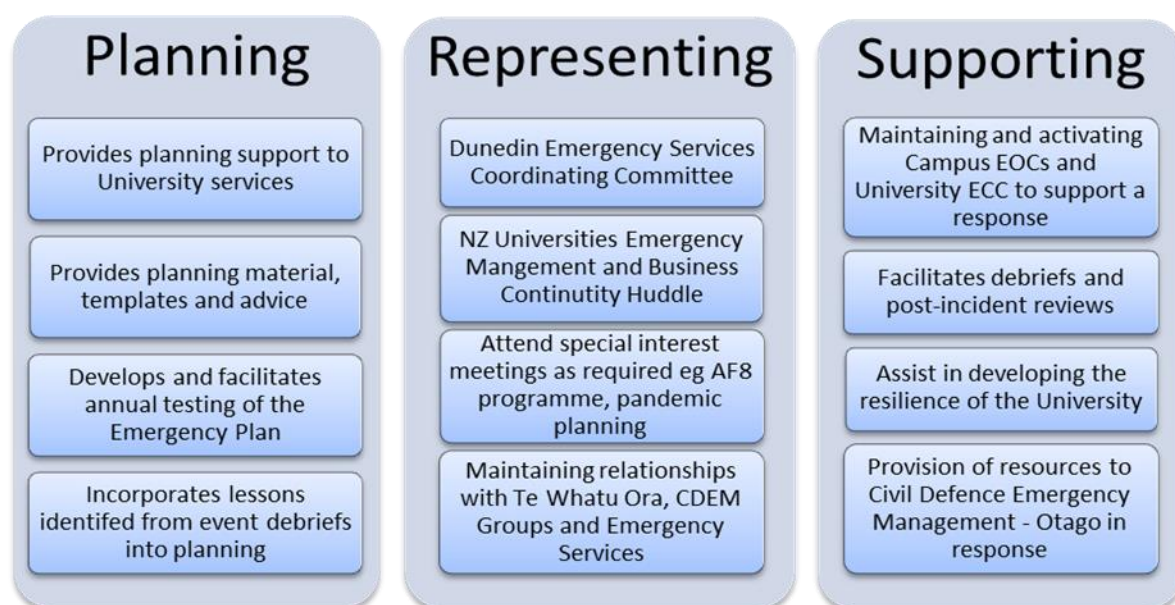 Planning
Provides planning support to
University services
Provides planning material,
templates and advice
Develops and facilitates
annual testing of the
Emergency Plan
Incorporates lessons
identifed from event debriefs
into planning
Representing
Dunedin Emergency Services
Coordinating Committee
NZ Universities Emergency
Mangement and Business
Continutity Huddle
Attend special interest
meetings as required eg AF8
programme, pandemic
planning
Maintaining relationships
with Te Whatu Ora, CDEM
Groups and Emergency
Services
Supporting
Maintaining and activating
Campus EOCs and
University ECC to support a
response
Facilitates debriefs and
post-incident reviews
Assist in developing the
resilience of the University
Provision of resources to
Civil Defence Emergency
Management - Otago in
response